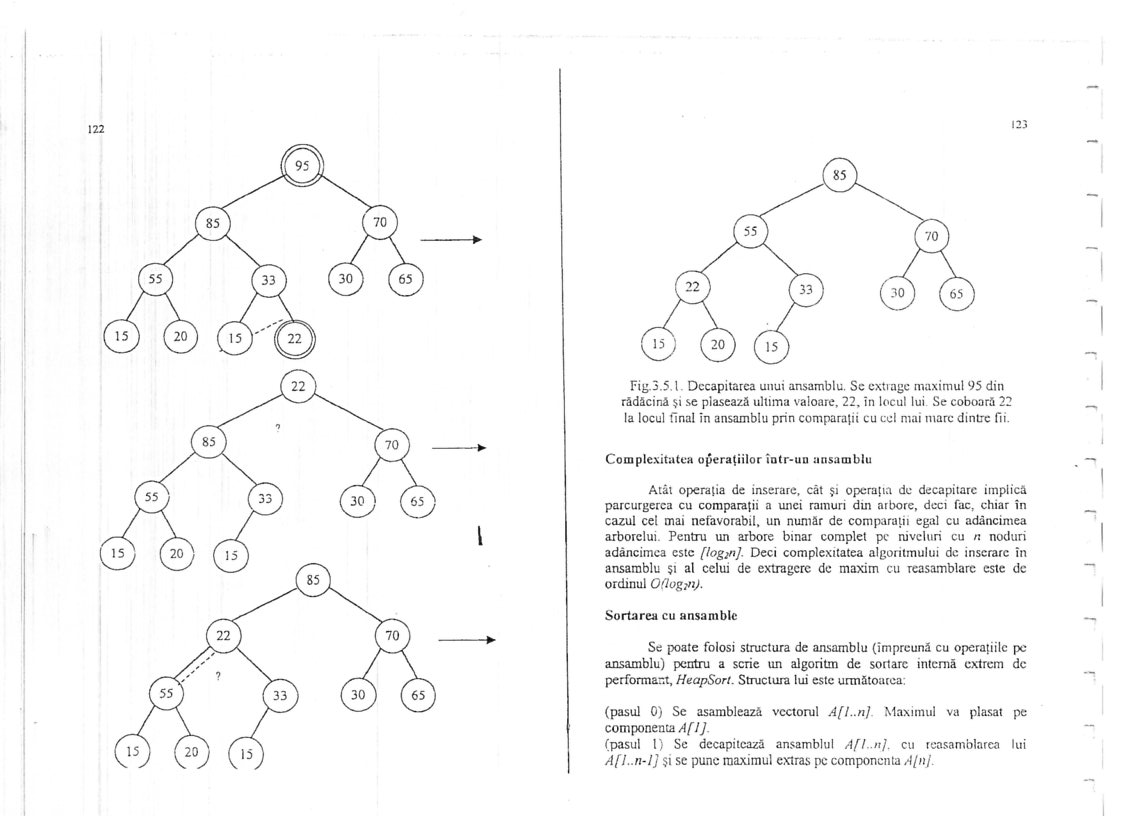 122
95
85
70
55
33
30
65
15
20
15
22
22
?
85
70
55
33
30
65
15
20
15
85
22
70
?
55
33
30
65
15
20
15
123
85
55
70
22
33
30
65
15
20
15
Fig.3.5.1. Decapitarea unui ansamblu. Se extrage maximul 95 din
rădăcină şi se plasează ultima valoare, 22, în locul lui. Se coboară 22
la locul final în ansamblu prin comparaţii cu cel mai mare dintre fii.
Complexitatea operaţiilor într-un ansamblu
Atât operaţia de inserare, cât şi operaţia de decapitare implică
parcurgerea cu comparaţii a unei ramuri din arbore, deci fac, chiar în
cazul cel mai nefavorabil, un număr de comparaţii egal cu adâncimea
arborelui. Pentru un arbore binar complet pe niveluri cu n noduri
adâncimea este [log₂n]. Deci complexitatea algoritmului de inserare în
ansamblu şi al celui de extragere de maxim cu reasamblare este de
ordinul O(log₂n).
Sortarea cu ansamble
Se poate folosi structura de ansamblu (împreună cu operaţiile pe
ansamblu) pentru a scrie un algoritm de sortare internă extrem de
performant, HeapSort. Structura lui este următoarea:
(pasul 0) Se asamblează vectorul A[1..n]. Maximul va plasat pe
componenta A[1].
(pasul 1) Se decapitează ansamblul A[1..n], cu reasamblarea lui
A[1..n-1] şi se pune maximul extras pe componenta A[n].